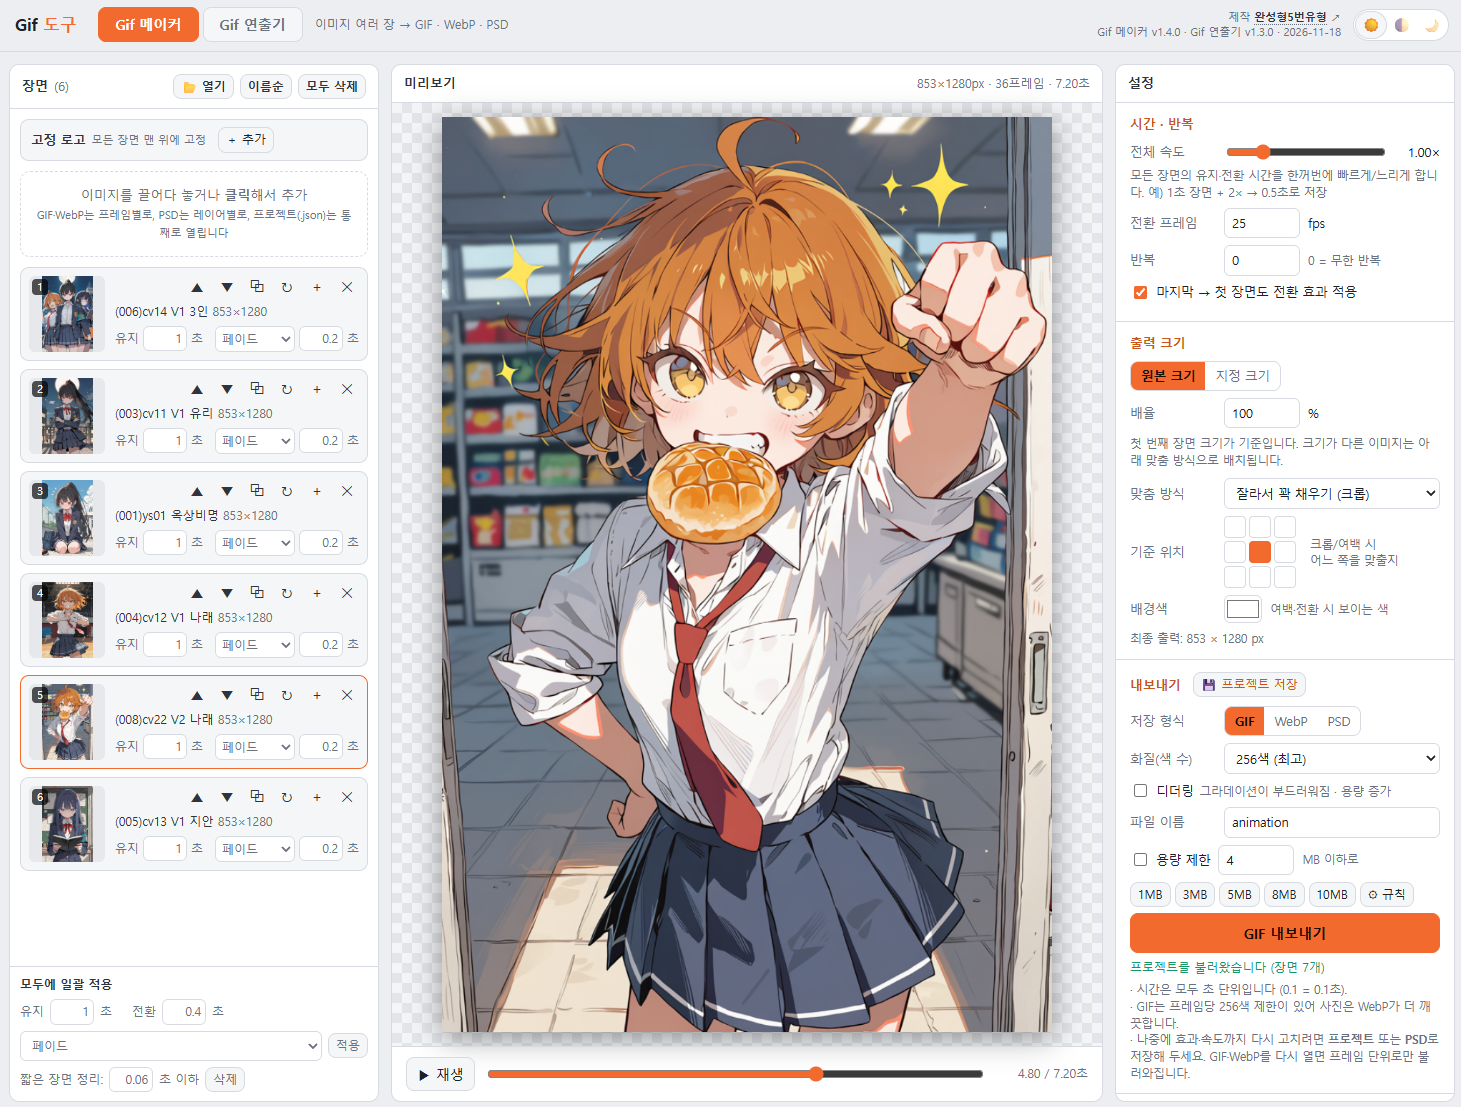 Gif 도구
Gif 메이커
Gif 연출기
이미지 여러 장 → GIF · WebP · PSD
제작 완성형5번유형 ↗
Gif 메이커 v1.4.0 · Gif 연출기 v1.3.0 · 2026-11-18
장면 (6)
열기
이름순
모두 삭제
고정 로고 모든 장면 맨 위에 고정
+ 추가
이미지를 끌어다 놓거나 클릭해서 추가
GIF·WebP는 프레임별로, PSD는 레이어별로, 프로젝트(.json)는 통
째로 열립니다
1
(006)cv14 V1 3인 853×1280
유지 1 초 페이드 0.2 초
2
(003)cv11 V1 유리 853×1280
유지 1 초 페이드 0.2 초
3
(001)ys01 옥상비명 853×1280
유지 1 초 페이드 0.2 초
4
(004)cv12 V1 나래 853×1280
유지 1 초 페이드 0.2 초
5
(008)cv22 V2 나래 853×1280
유지 1 초 페이드 0.2 초
6
(005)cv13 V1 지안 853×1280
유지 1 초 페이드 0.2 초
모두에 일괄 적용
유지 1 초 전환 0.4 초
페이드
적용
짧은 장면 정리: 0.06 초 이하 삭제
미리보기
853×1280px · 36프레임 · 7.20초
▶ 재생
4.80 / 7.20초
설정
시간 · 반복
전체 속도 1.00×
모든 장면의 유지·전환 시간을 한꺼번에 빠르게/느리게 합니
다. 예) 1초 장면 + 2× → 0.5초로 저장
전환 프레임 25 fps
반복 0 0 = 무한 반복
마지막 → 첫 장면도 전환 효과 적용
출력 크기
원본 크기 지정 크기
배율 100 %
첫 번째 장면 크기가 기준입니다. 크기가 다른 이미지는 아
래 맞춤 방식으로 배치됩니다.
맞춤 방식 잘라서 꽉 채우기 (크롭)
기준 위치
크롭/여백 시
어느 쪽을 맞출지
배경색 여백·전환 시 보이는 색
최종 출력: 853 × 1280 px
내보내기 프로젝트 저장
저장 형식 GIF WebP PSD
화질(색 수) 256색 (최고)
디더링 그라데이션이 부드러워짐 · 용량 증가
파일 이름 animation
용량 제한 4 MB 이하로
1MB 3MB 5MB 8MB 10MB ⚙ 규칙
GIF 내보내기
프로젝트를 불러왔습니다 (장면 7개)
· 시간은 모두 초 단위입니다 (0.1 = 0.1초).
· GIF는 프레임당 256색 제한이 있어 사진은 WebP가 더 깨
끗합니다.
· 나중에 효과·속도까지 다시 고치려면 프로젝트 또는 PSD로
저장해 두세요. GIF·WebP를 다시 열면 프레임 단위로만 불
러와집니다.